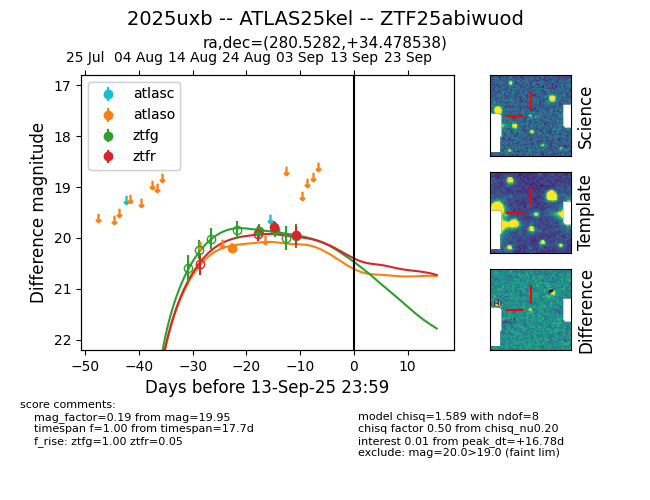 2025uxb -- ATLAS25kel -- ZTF25abiwuod
ra,dec=(280.5282,+34.478538)
25 Jul 04 Aug 14 Aug 24 Aug 03 Sep 13 Sep 23 Sep
17
18
19
20
21
22
Difference magnitude
atlasc
atlaso
ztfg
ztfr
−50 −40 −30 −20 −10 0 10
Days before 13-Sep-25 23:59
Science
Template
Difference
score comments:
mag_factor=0.19 from mag=19.95
timespan f=1.00 from timespan=17.7d
f_rise: ztfg=1.00 ztfr=0.05
model chisq=1.589 with ndof=8
chisq factor 0.50 from chisq_nu0.20
interest 0.01 from peak_dt=+16.78d
exclude: mag=20.0>19.0 (faint lim)